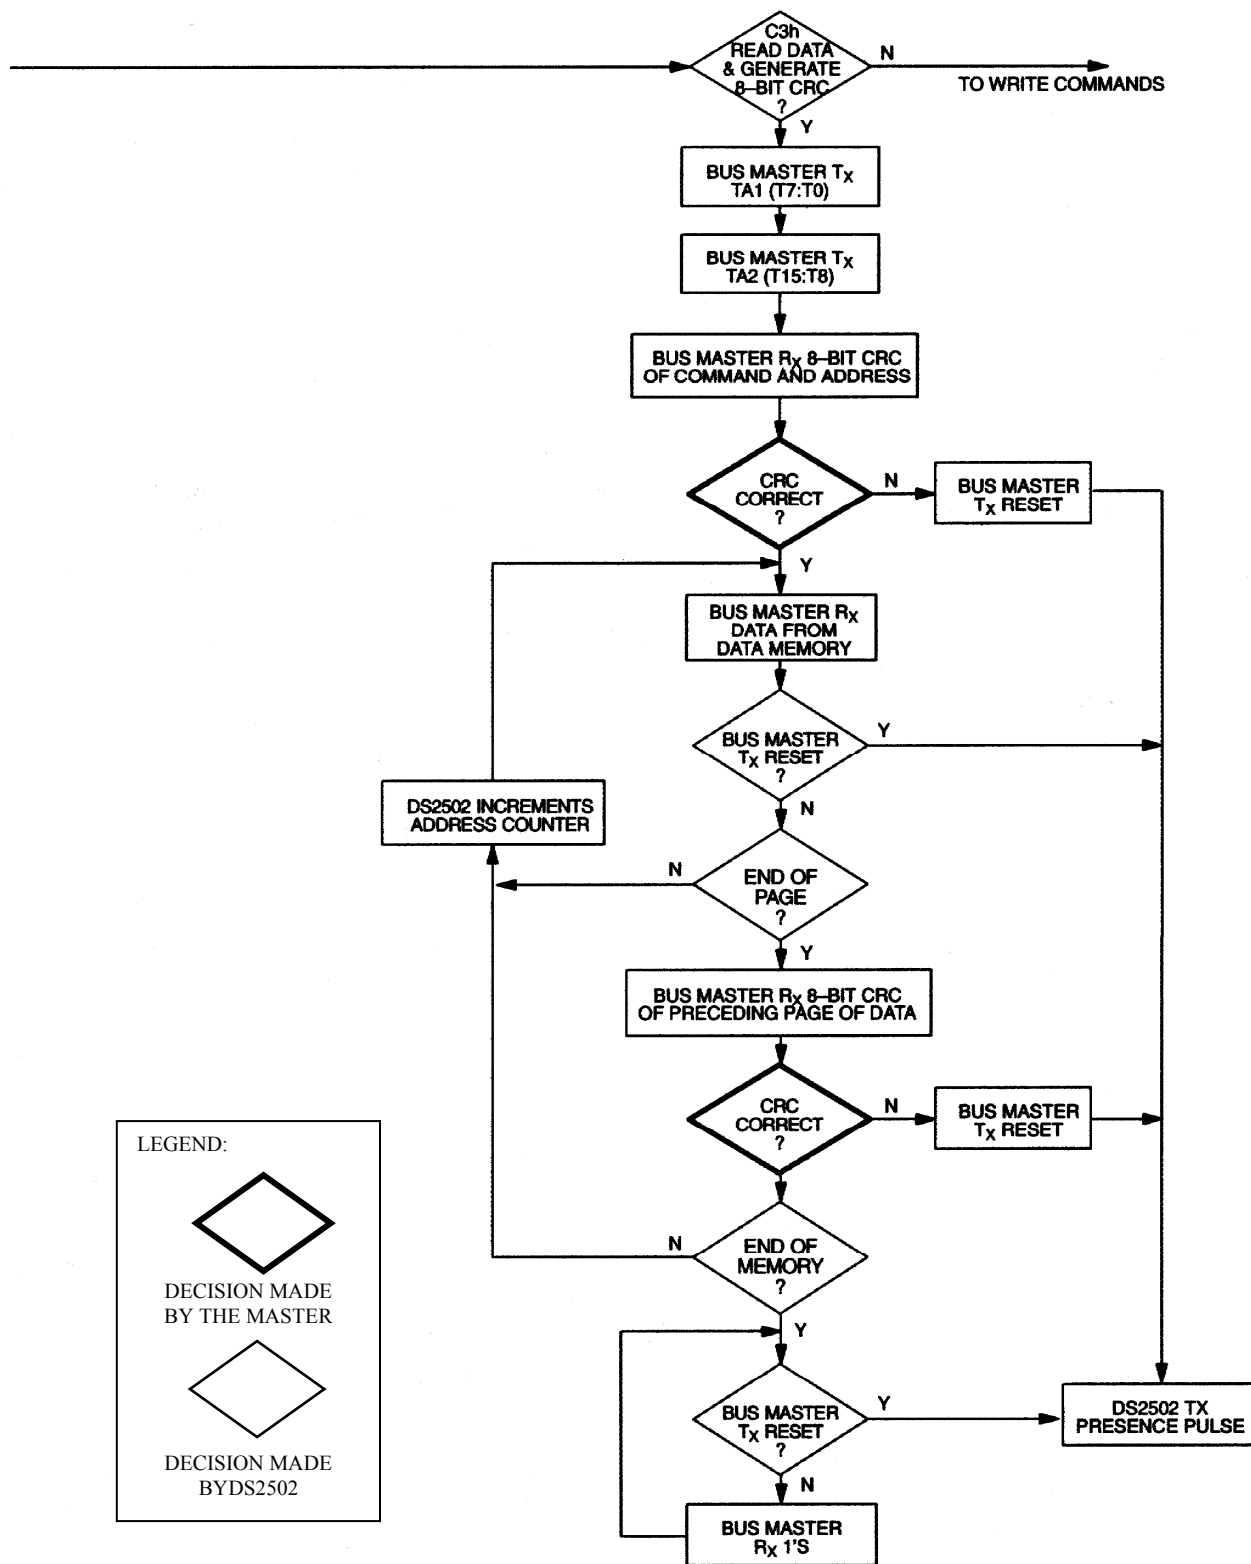 C3h
READ DATA
& GENERATE
8–BIT CRC
?
N
TO WRITE COMMANDS
Y
BUS MASTER TX
TA1 (T7:T0)
BUS MASTER TX
TA2 (T15:T8)
BUS MASTER RX 8–BIT CRC
OF COMMAND AND ADDRESS
CRC
CORRECT
?
N
BUS MASTER
TX RESET
Y
BUS MASTER RX
DATA FROM
DATA MEMORY
BUS MASTER
TX RESET
?
Y
N
DS2502 INCREMENTS
ADDRESS COUNTER
END OF
PAGE
?
N
Y
BUS MASTER RX 8–BIT CRC
OF PRECEDING PAGE OF DATA
CRC
CORRECT
?
N
BUS MASTER
TX RESET
END OF
MEMORY
?
N
Y
BUS MASTER
TX RESET
?
Y
DS2502 TX
PRESENCE PULSE
N
BUS MASTER
RX 1'S
LEGEND:
DECISION MADE
BY THE MASTER
DECISION MADE
BYDS2502